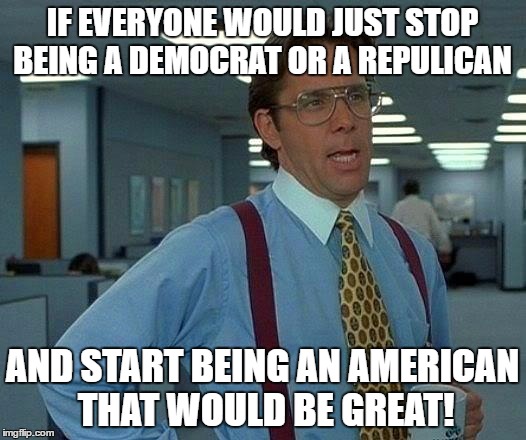 IF EVERYONE WOULD JUST STOP
BEING A DEMOCRAT OR A REPULICAN
AND START BEING AN AMERICAN
THAT WOULD BE GREAT!
imgflip.com